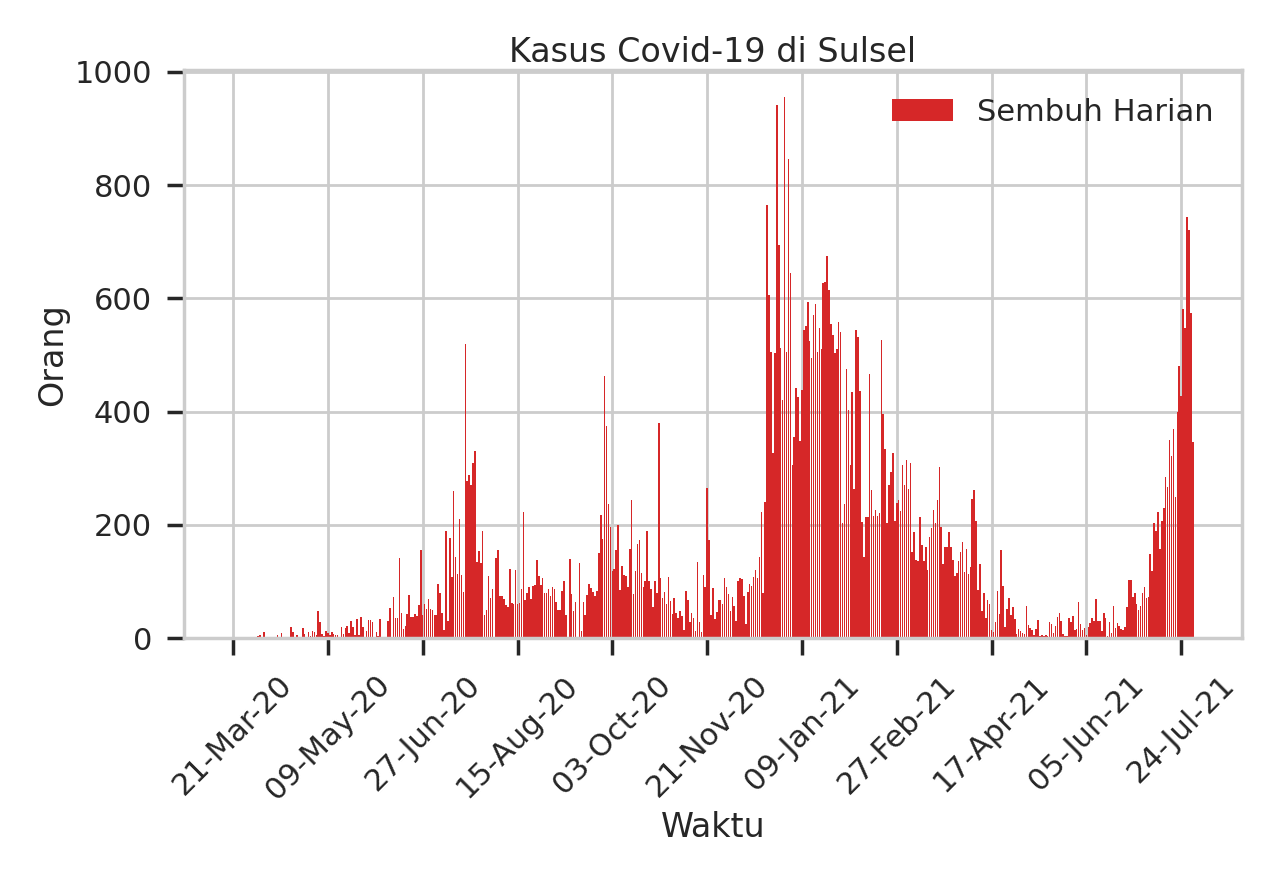 Kasus Covid-19 di Sulsel
Sembuh Harian
1000
800
600
400
200
0
Orang
21-Mar-20
09-May-20
27-Jun-20
15-Aug-20
03-Oct-20
21-Nov-20
09-Jan-21
27-Feb-21
17-Apr-21
05-Jun-21
24-Jul-21
Waktu